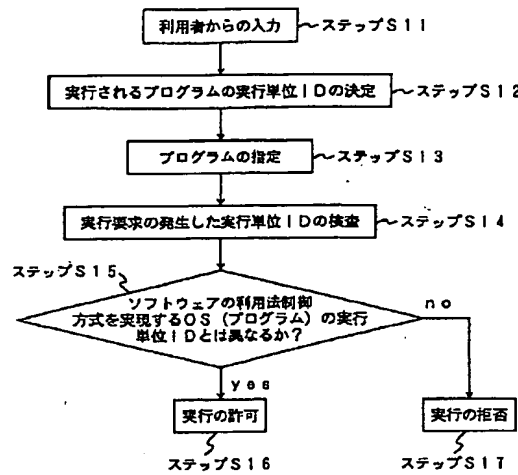 利用者からの入力
ステップS11
実行されるプログラムの実行単位IDの決定
ステップS12
プログラムの指定
ステップS13
実行要求の発生した実行単位IDの検査
ステップS14
ステップS15
ソフトウェアの利用法制御
方式を実現するOS（プログラム）の実行
単位IDとは異なるか？
no
yes
実行の許可
実行の拒否
ステップS16
ステップS17